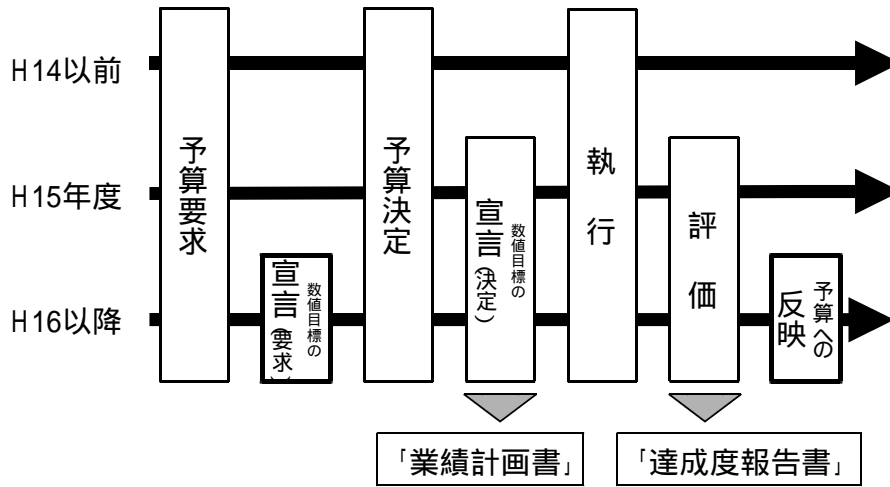 H14以前
H15年度
H16以降
予算要求
数値目標の
宣言(要求)
予算決定
数値目標の
宣言(決定)
執行
評価
予算への
反映
「業績計画書」
「達成度報告書」